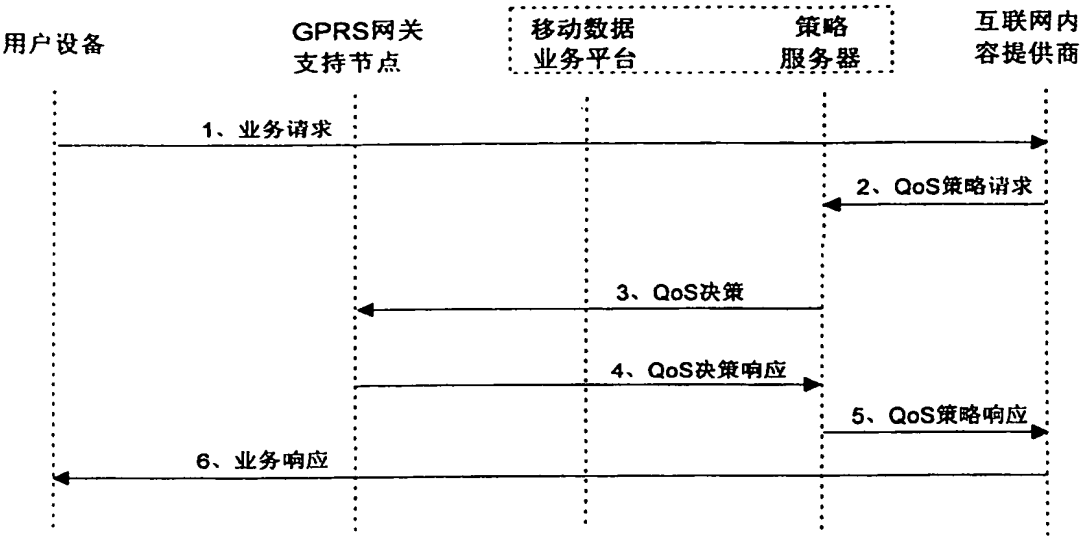 用户设备
GPRS网关
支持节点
移动数据
业务平台
策略
服务器
互联网内
容提供商
1、业务请求
2、QoS策略请求
3、QoS决策
4、QoS决策响应
5、QoS策略响应
6、业务响应